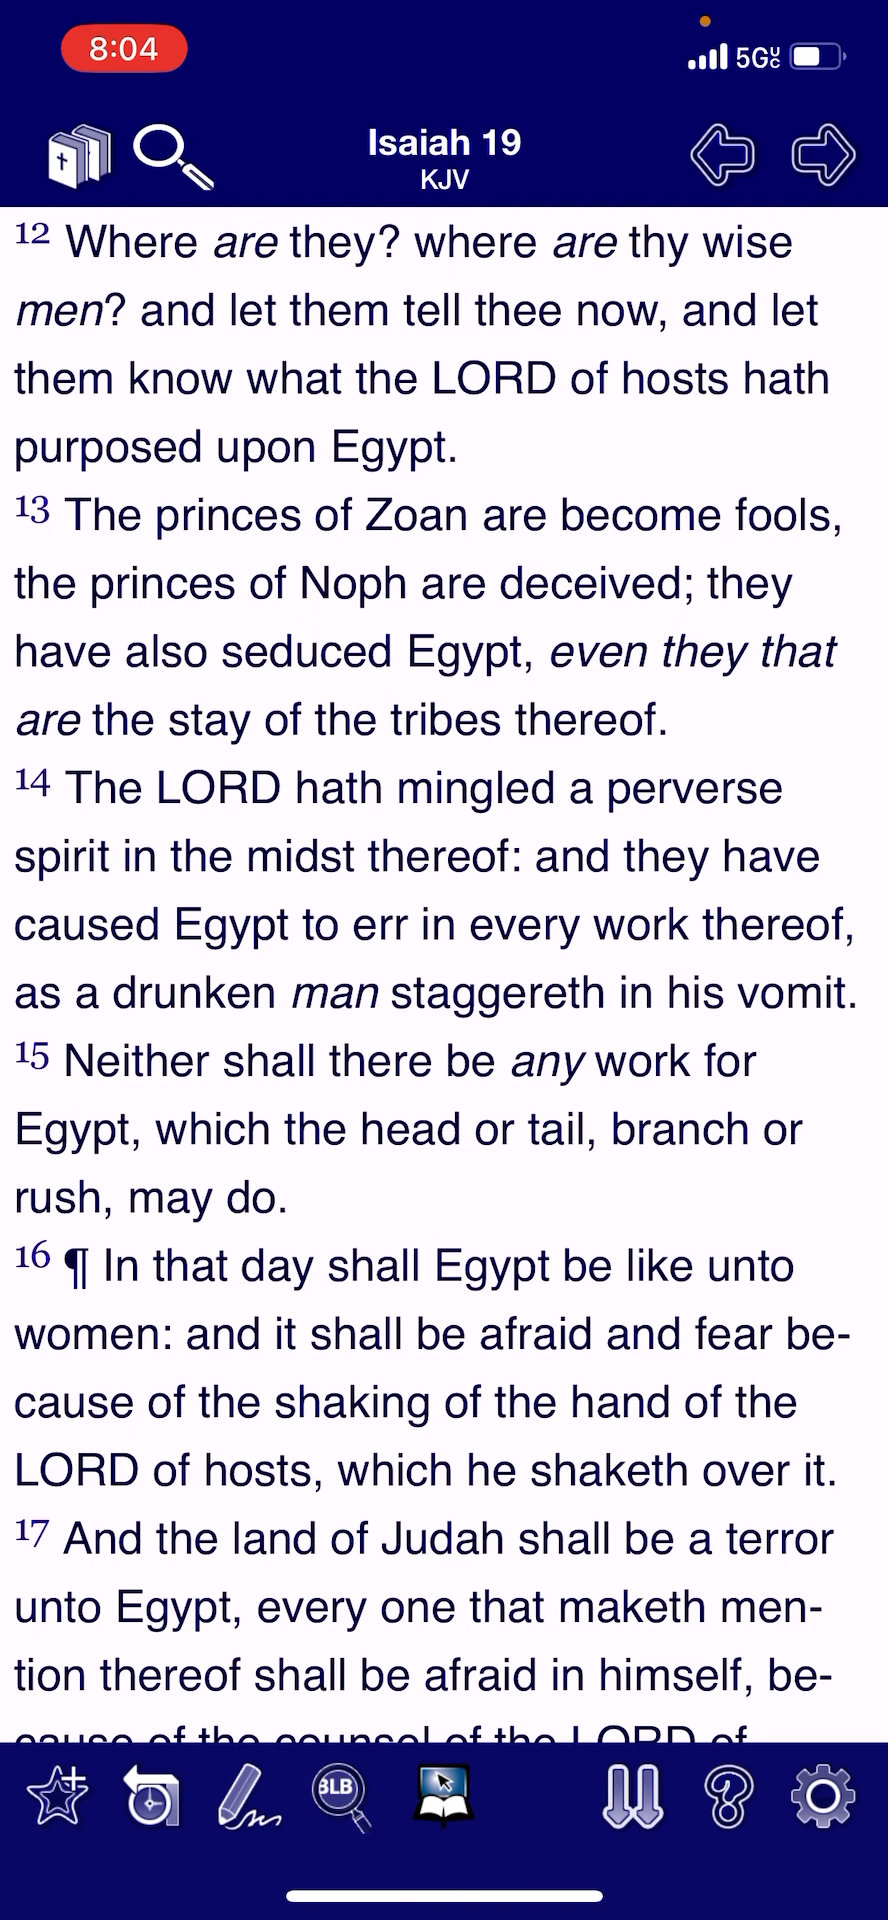 8:04
5G UC
Isaiah 19
KJV
12 Where are they? where are thy wise
men? and let them tell thee now, and let
them know what the LORD of hosts hath
purposed upon Egypt.
13 The princes of Zoan are become fools,
the princes of Noph are deceived; they
have also seduced Egypt, even they that
are the stay of the tribes thereof.
14 The LORD hath mingled a perverse
spirit in the midst thereof: and they have
caused Egypt to err in every work thereof,
as a drunken man staggereth in his vomit.
15 Neither shall there be any work for
Egypt, which the head or tail, branch or
rush, may do.
16 ¶ In that day shall Egypt be like unto
women: and it shall be afraid and fear be-
cause of the shaking of the hand of the
LORD of hosts, which he shaketh over it.
17 And the land of Judah shall be a terror
unto Egypt, every one that maketh men-
tion thereof shall be afraid in himself, be-
cause of the counsel of the LORD of
BLB